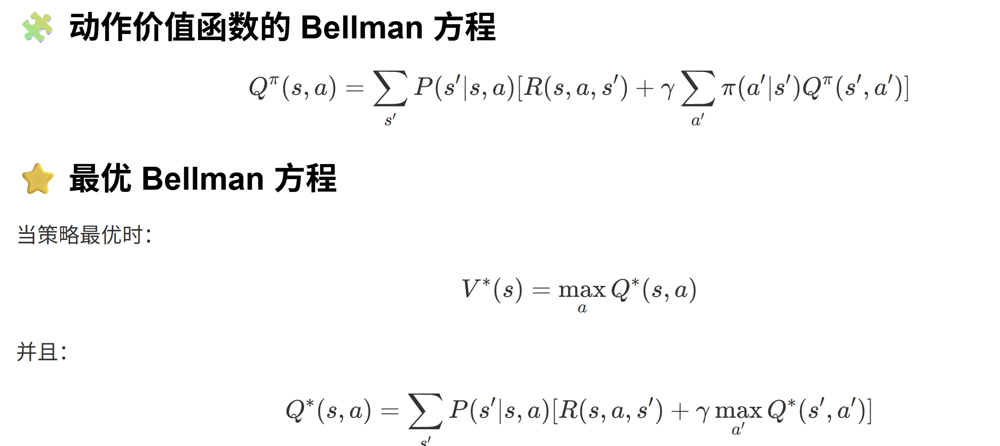 🧩 动作价值函数的 Bellman 方程
$$Q^{\pi}(s,a) = \sum_{s'} P(s'|s,a)[R(s,a,s') + \gamma \sum_{a'} \pi(a'|s')Q^{\pi}(s',a')]$$
⭐ 最优 Bellman 方程
当策略最优时：
$$V^{*}(s) = \max_{a} Q^{*}(s,a)$$
并且：
$$Q^{*}(s,a) = \sum_{s'} P(s'|s,a)[R(s,a,s') + \gamma \max_{a'} Q^{*}(s',a')]$$